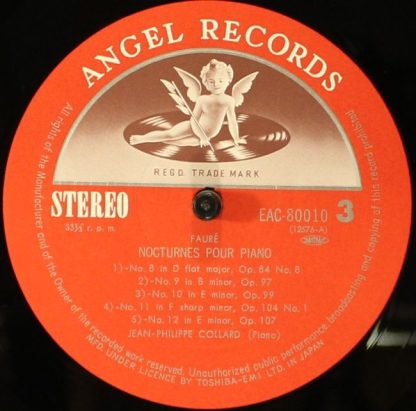 ANGEL RECORDS
REGD. TRADE MARK
STEREO
33⅓ r. p. m.
EAC-80010 3
(12576-A)
FAURÉ
NOCTURNES POUR PIANO
1)-No. 8 in D flat major, Op. 84 No. 8
2)-No. 9 in B minor, Op. 97
3)-No. 10 in E minor, Op. 99
4)-No. 11 in F sharp minor, Op. 104 No. 1
5)-No. 12 in E minor, Op. 107
JEAN-PHILIPPE COLLARD (Piano)
All rights of the Manufacturer and of the Owner of the recorded work reserved. Unauthorized public performance, broadcasting and copying of this record prohibited
MFD. UNDER LICENCE BY TOSHIBA-EMI LTD. IN JAPAN